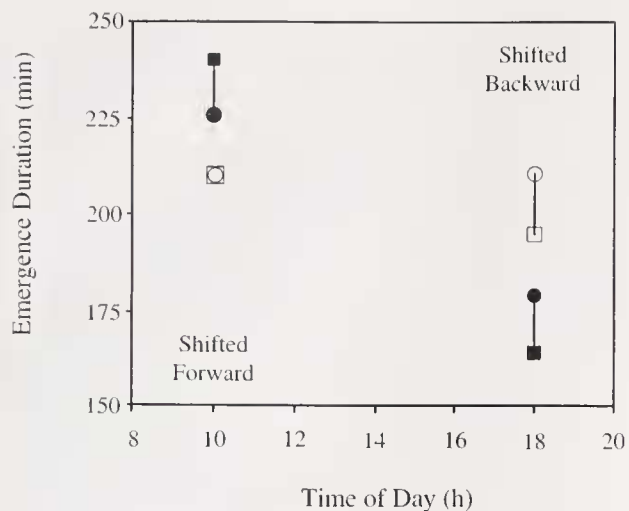 Emergence Duration (min)
250
225
200
175
150
Shifted
Backward
Shifted
Forward
8
10
12
14
16
18
20
Time of Day (h)